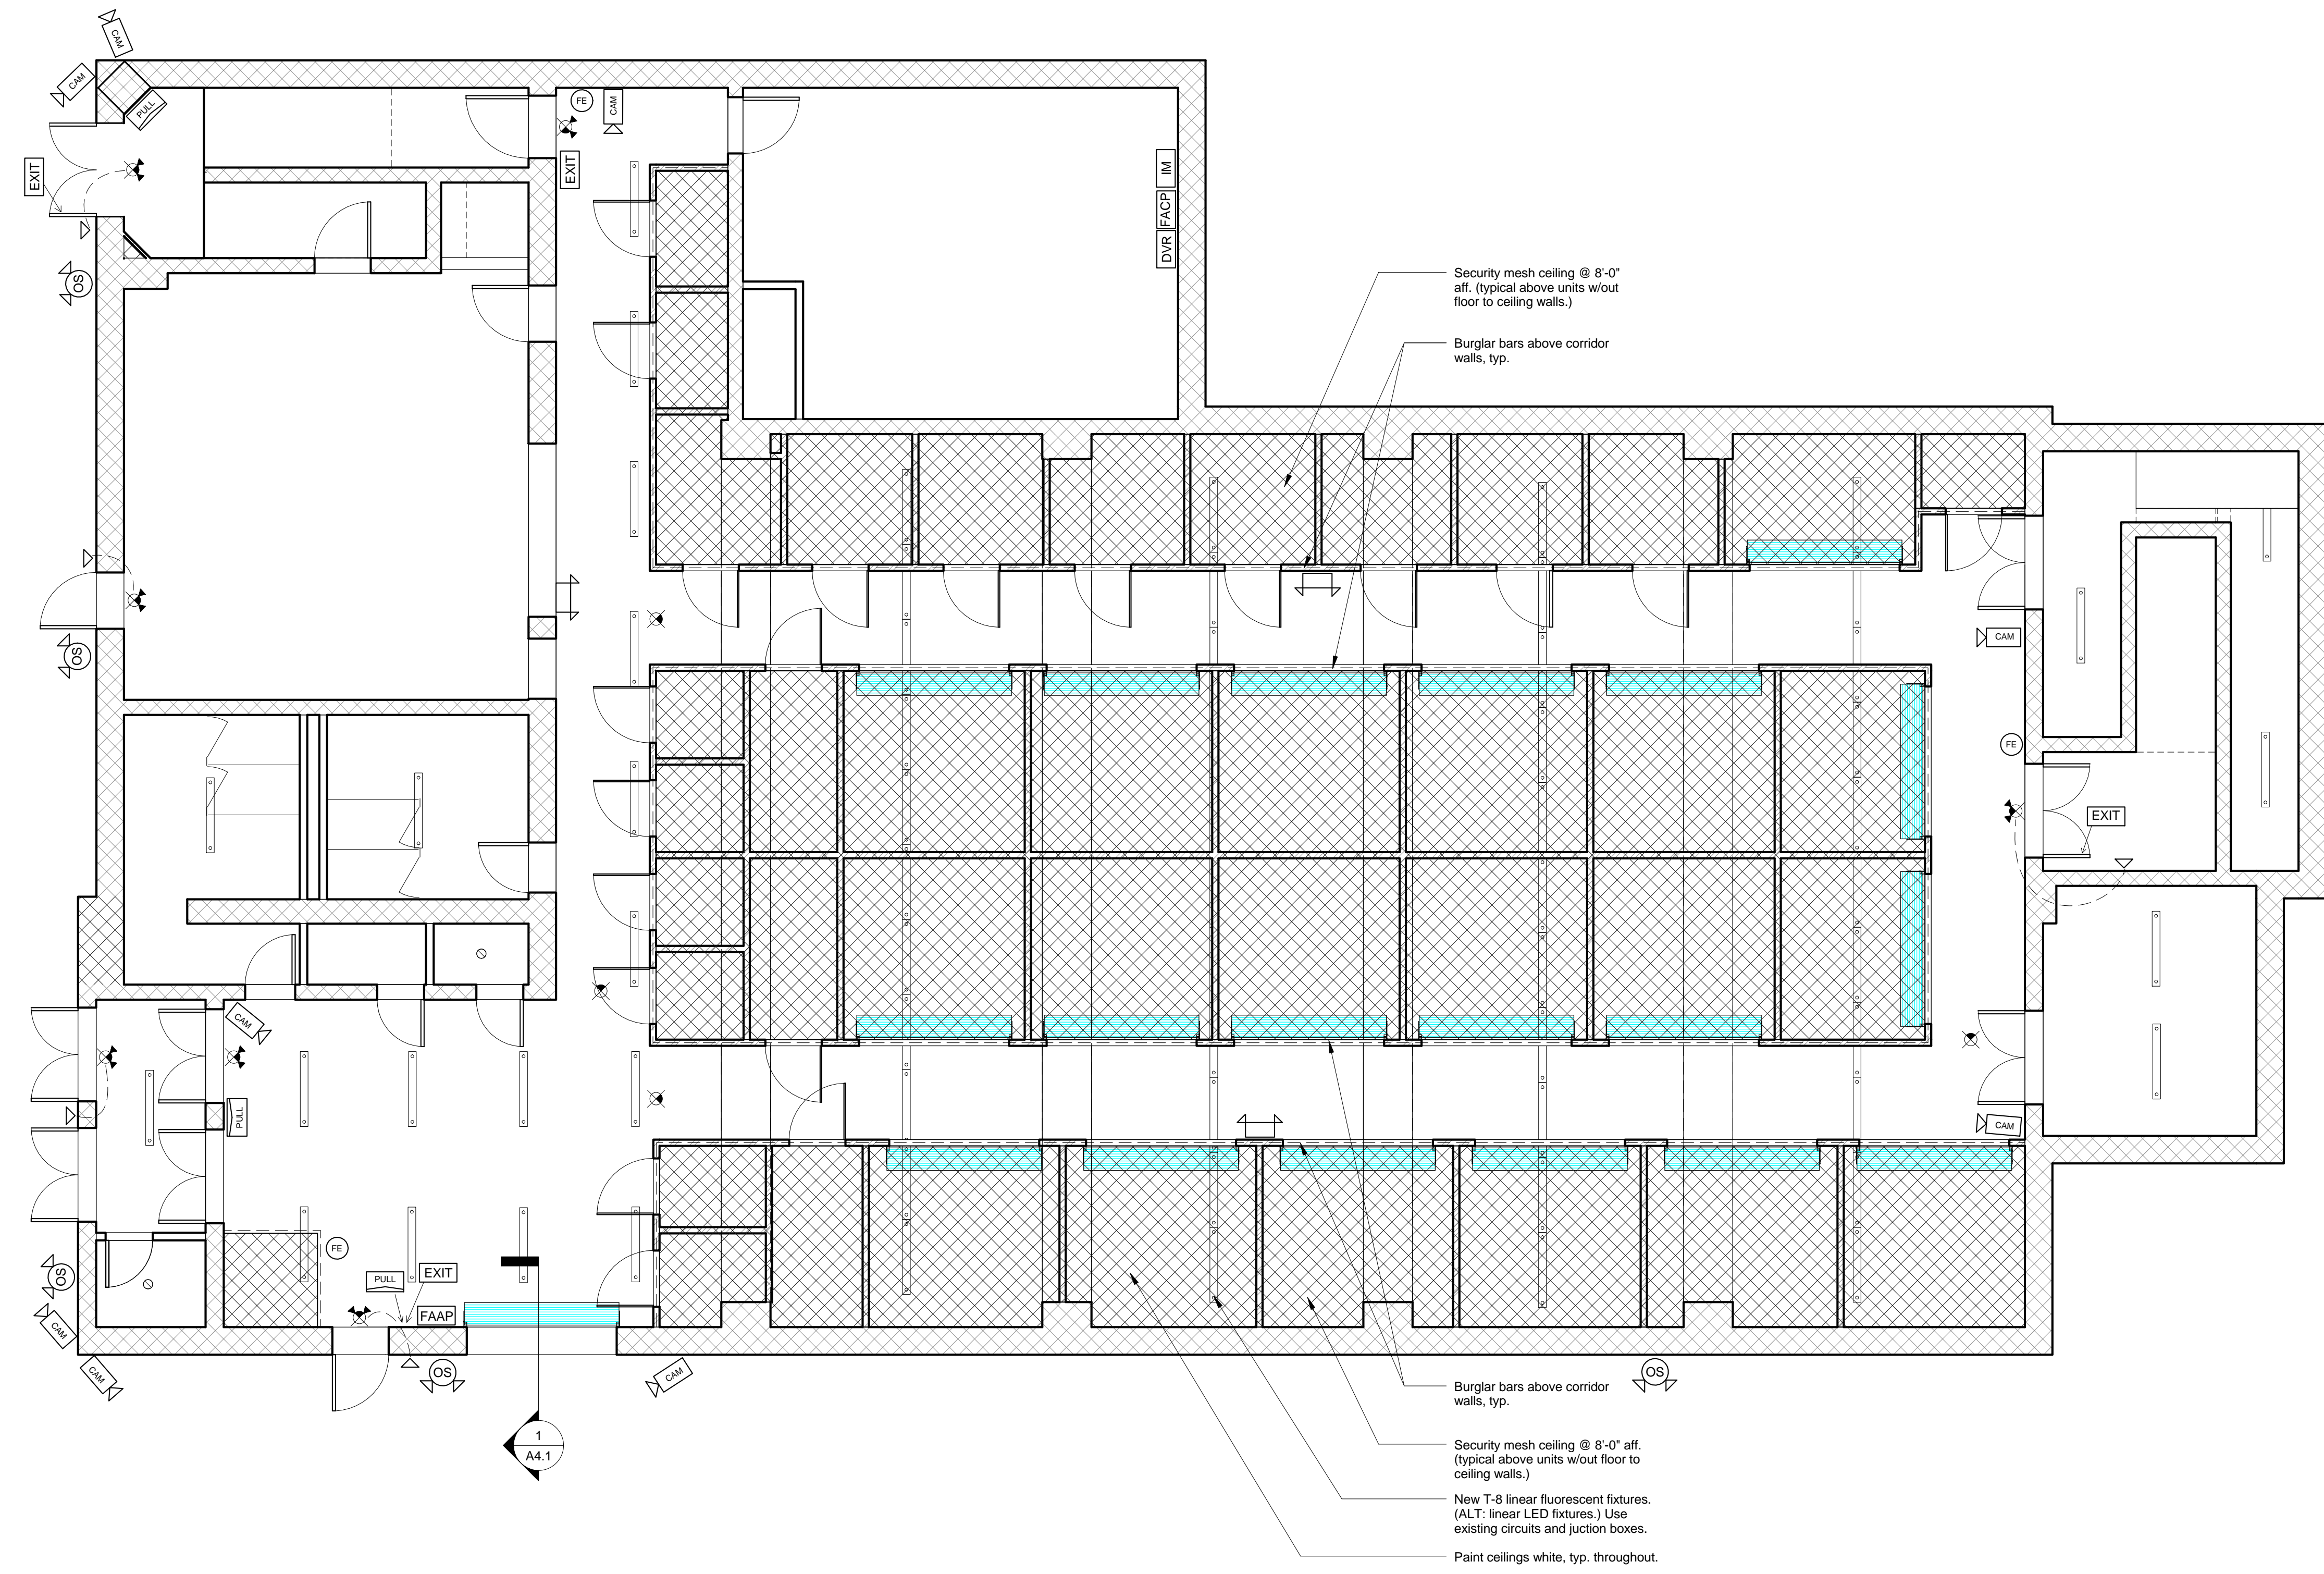 CAM
CAM
PULL
FE
CAM
EXIT
EXIT
IM
FACP
DVR
OS
Security mesh ceiling @ 8'-0"
aff. (typical above units w/out
floor to ceiling walls.)
Burglar bars above corridor
walls, typ.
OS
CAM
FE
EXIT
CAM
PULL
CAM
FE
OS
PULL
EXIT
FAAP
CAM
CAM
OS
CAM
OS
1
A4.1
Burglar bars above corridor
walls, typ.
Security mesh ceiling @ 8'-0" aff.
(typical above units w/out floor to
ceiling walls.)
New T-8 linear fluorescent fixtures.
(ALT: linear LED fixtures.) Use
existing circuits and juction boxes.
Paint ceilings white, typ. throughout.